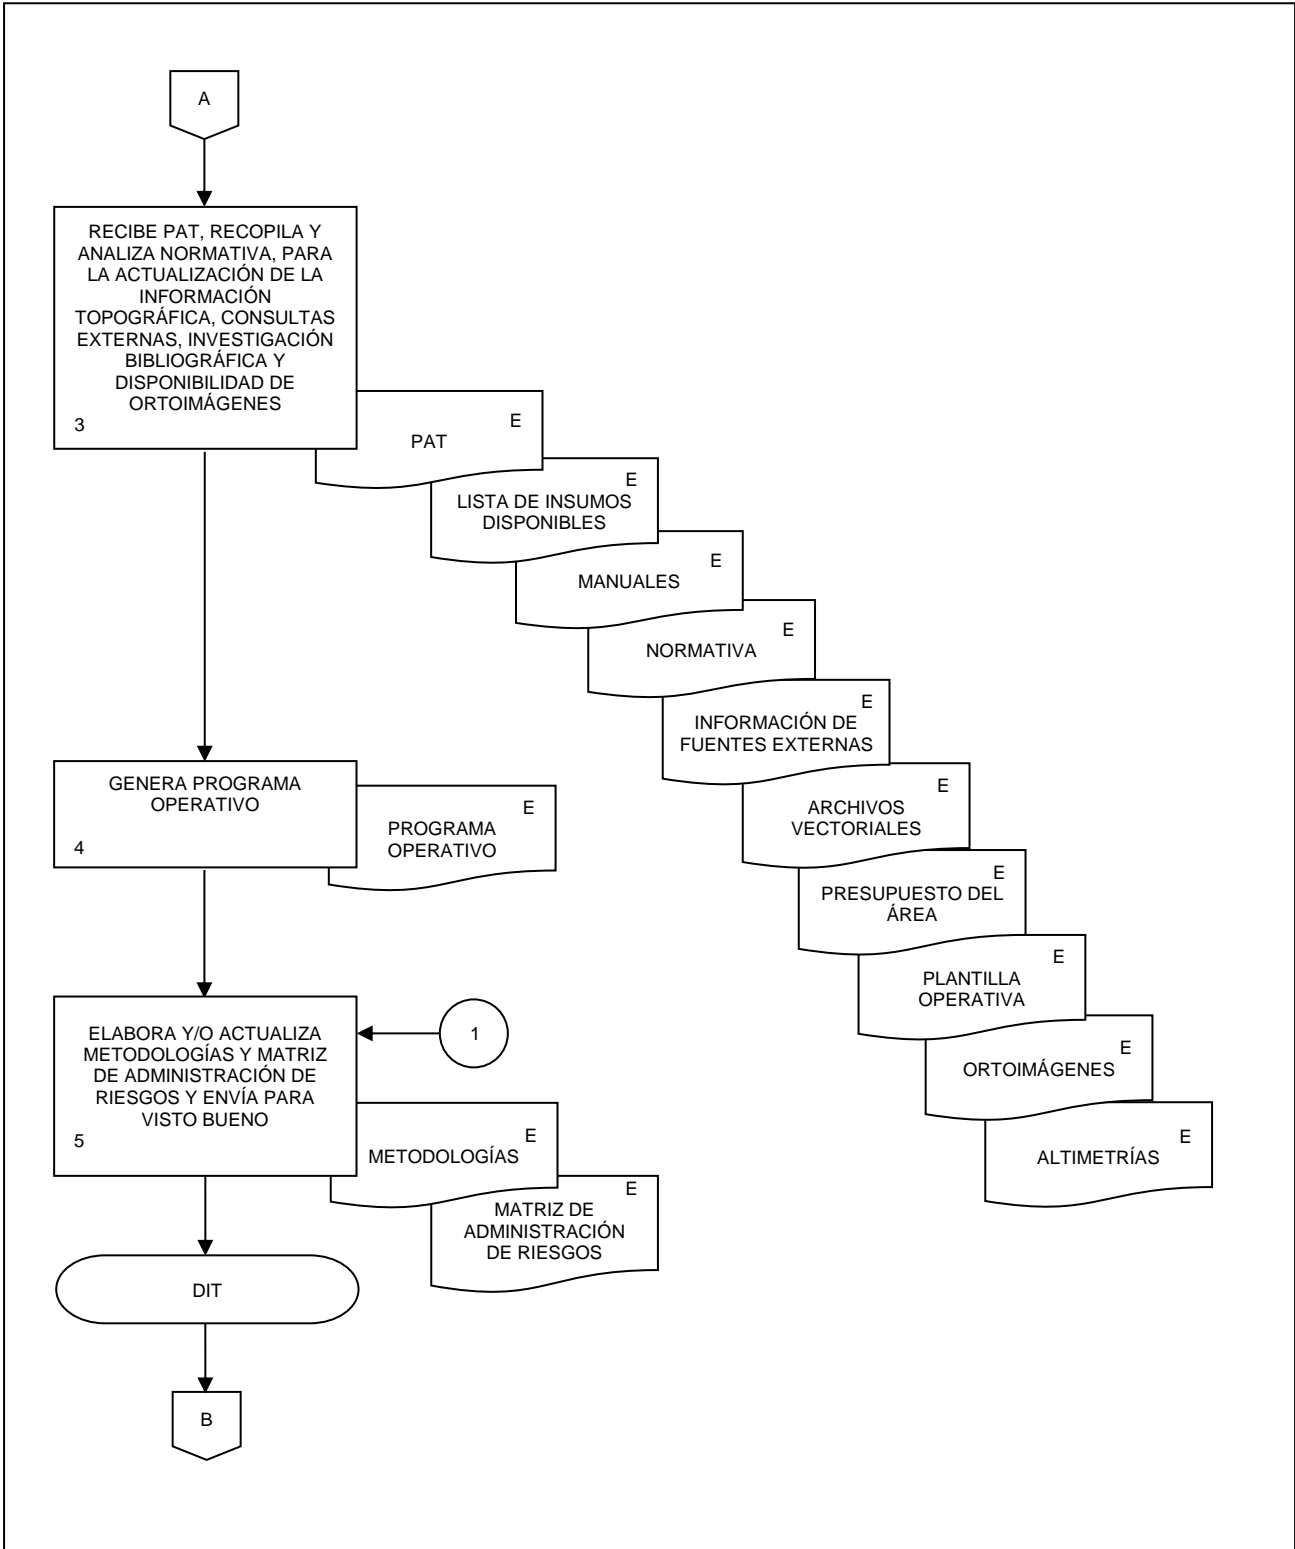 A
RECIBE PAT, RECOPILA Y
ANALIZA NORMATIVA, PARA
LA ACTUALIZACIÓN DE LA
INFORMACIÓN
TOPOGRÁFICA, CONSULTAS
EXTERNAS, INVESTIGACIÓN
BIBLIOGRÁFICA Y
DISPONIBILIDAD DE
ORTOIMÁGENES
3
E
PAT
E
LISTA DE INSUMOS
DISPONIBLES
E
MANUALES
E
NORMATIVA
E
INFORMACIÓN DE
FUENTES EXTERNAS
E
ARCHIVOS
VECTORIALES
E
PRESUPUESTO DEL
ÁREA
E
PLANTILLA
OPERATIVA
E
ORTOIMÁGENES
E
ALTIMETRÍAS
GENERA PROGRAMA
OPERATIVO
4
E
PROGRAMA
OPERATIVO
ELABORA Y/O ACTUALIZA
METODOLOGÍAS Y MATRIZ
DE ADMINISTRACIÓN DE
RIESGOS Y ENVÍA PARA
VISTO BUENO
5
1
E
METODOLOGÍAS
E
MATRIZ DE
ADMINISTRACIÓN
DE RIESGOS
DIT
B